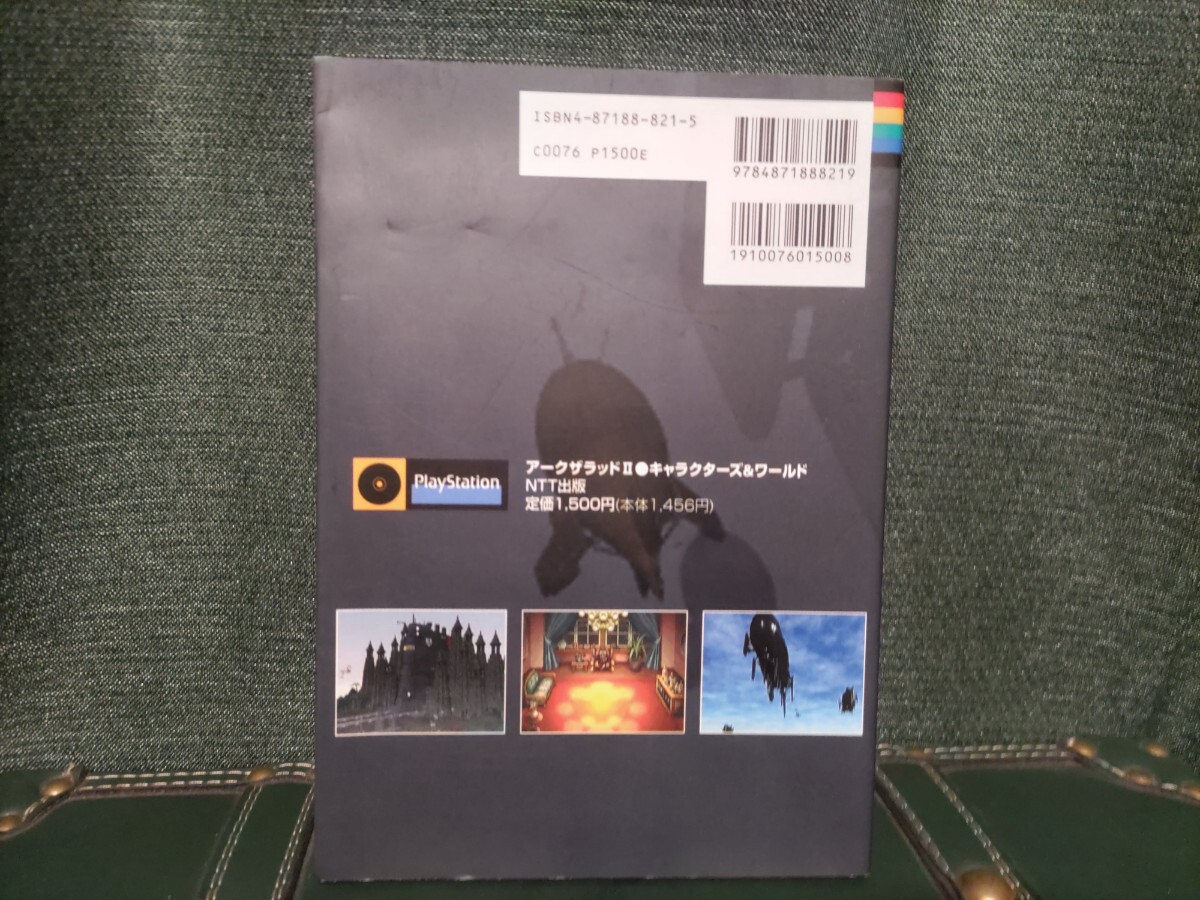 ISBN4-87188-821-5
C0076 P1500E
9784871888219
1910076015008
PlayStation
アークザラッドⅡ●キャラクターズ&ワールド
NTT出版
定価1,500円(本体1,456円)